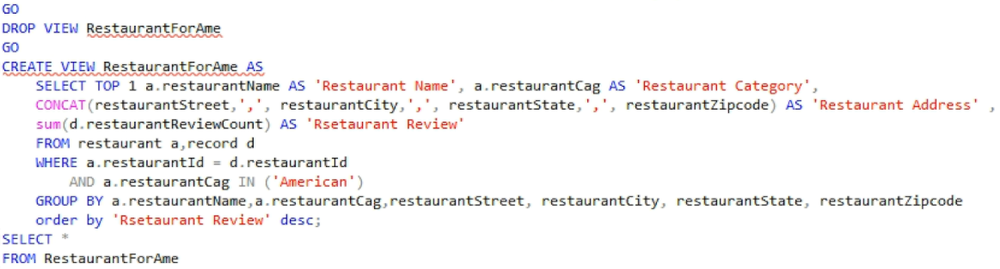 GO
DROP VIEW RestaurantForAme
GO
CREATE VIEW RestaurantForAme AS
SELECT TOP 1 a.restaurantName AS 'Restaurant Name', a.restaurantCag AS 'Restaurant Category',
CONCAT(restaurantStreet,',', restaurantCity,',', restaurantState,',', restaurantZipcode) AS 'Restaurant Address' ,
sum(d.restaurantReviewCount) AS 'Rsetaurant Review'
FROM restaurant a,record d
WHERE a.restaurantId = d.restaurantId
AND a.restaurantCag IN ('American')
GROUP BY a.restaurantName,a.restaurantCag,restaurantStreet, restaurantCity, restaurantState, restaurantZipcode
order by 'Rsetaurant Review' desc;
SELECT *
FROM RestaurantForAme